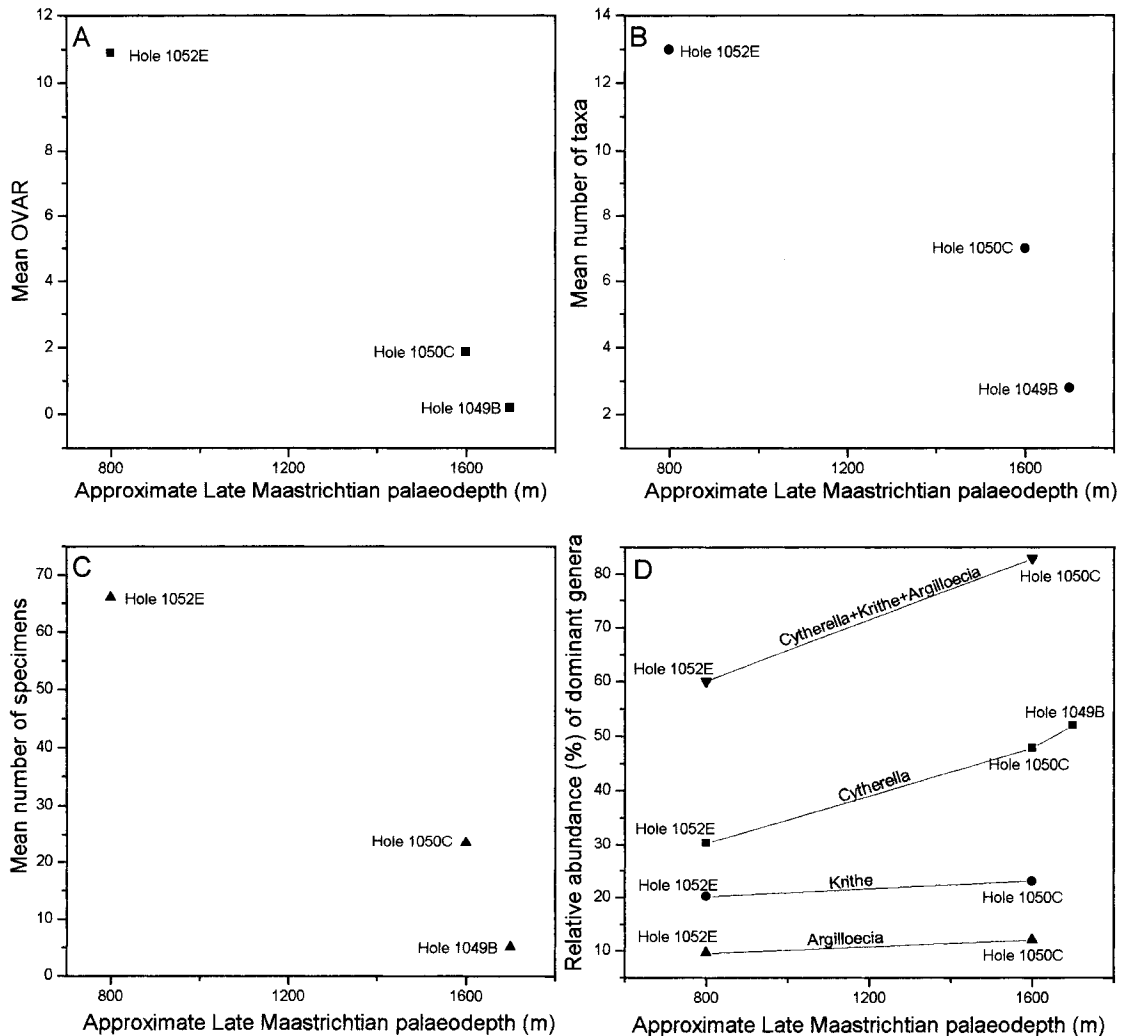 A
12
10
8
6
4
2
0
Mean OVAR
Hole 1052E
Hole 1050C
Hole 1049B
800
1200
1600
Approximate Late Maastrichtian palaeodepth (m)
B
14
12
10
8
6
4
2
Mean number of taxa
Hole 1052E
Hole 1050C
Hole 1049B
800
1200
1600
Approximate Late Maastrichtian palaeodepth (m)
C
70
60
50
40
30
20
10
0
Mean number of specimens
Hole 1052E
Hole 1050C
Hole 1049B
800
1200
1600
Approximate Late Maastrichtian palaeodepth (m)
D
80
70
60
50
40
30
20
10
Relative abundance (%) of dominant genera
Cytherella+Krithe+Argilloecia
Hole 1050C
Hole 1052E
Hole 1049B
Cytherella
Hole 1050C
Hole 1052E
Hole 1052E
Krithe
Hole 1050C
Hole 1052E
Argilloecia
Hole 1050C
800
1200
1600
Approximate Late Maastrichtian palaeodepth (m)